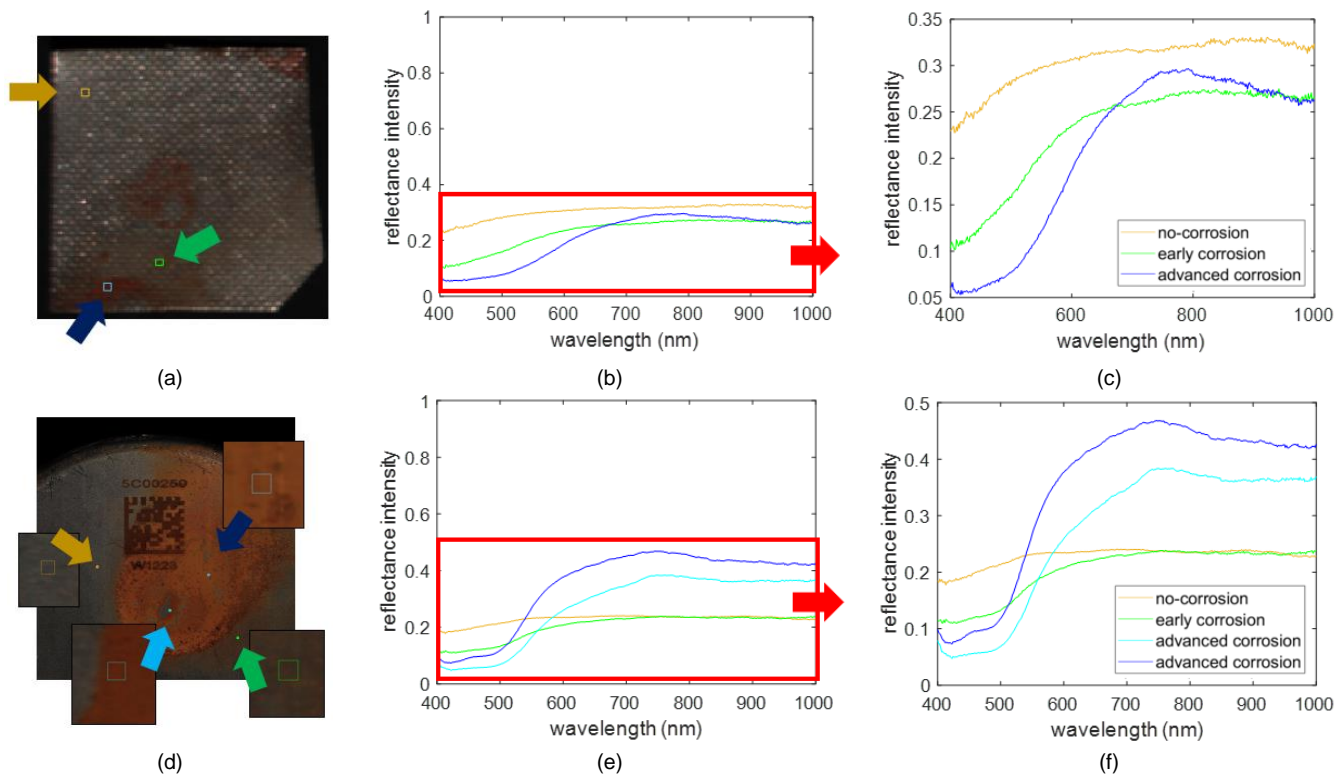 1
0.8
0.6
0.4
0.2
0
reflectance intensity
400 500 600 700 800 900 1000
wavelength (nm)
0.35
0.3
0.25
0.2
0.15
0.1
0.05
reflectance intensity
no-corrosion
early corrosion
advanced corrosion
400 600 800 1000
wavelength (nm)
(a) (b) (c)
5C00250
W1226
1
0.8
0.6
0.4
0.2
0
reflectance intensity
400 500 600 700 800 900 1000
wavelength (nm)
0.5
0.4
0.3
0.2
0.1
0
reflectance intensity
no-corrosion
early corrosion
advanced corrosion
advanced corrosion
400 500 600 700 800 900 1000
wavelength (nm)
(d) (e) (f)